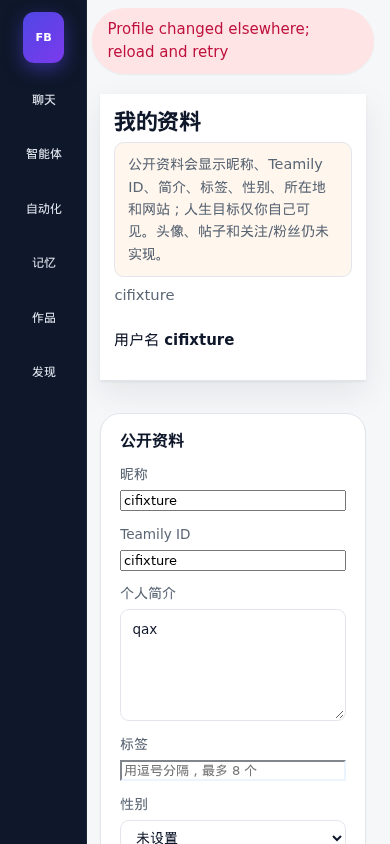 FB
聊天
智能体
自动化
记忆
作品
发现
Profile changed elsewhere;
reload and retry
我的资料
公开资料会显示昵称、Teamily
ID、简介、标签、性别、所在地
和网站；人生目标仅你自己可
见。头像、帖子和关注/粉丝仍未
实现。
cifixture
用户名 cifixture
公开资料
昵称
cifixture
Teamily ID
cifixture
个人简介
qax
标签
用逗号分隔，最多 8 个
性别
未设置